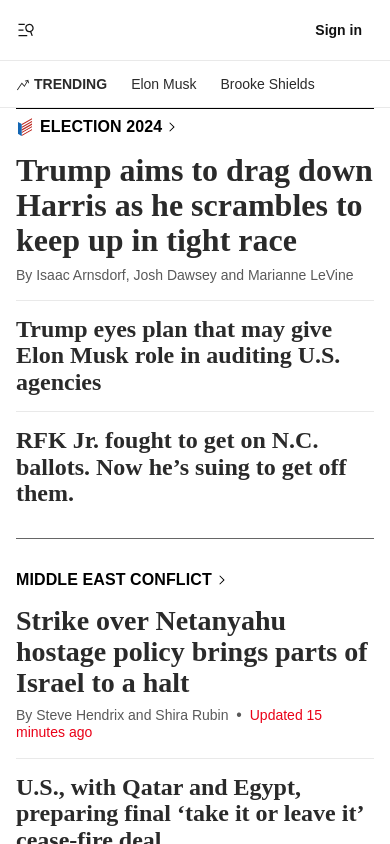 Sign in
TRENDING Elon Musk Brooke Shields
ELECTION 2024
Trump aims to drag down
Harris as he scrambles to
keep up in tight race
By Isaac Arnsdorf, Josh Dawsey and Marianne LeVine
Trump eyes plan that may give
Elon Musk role in auditing U.S.
agencies
RFK Jr. fought to get on N.C.
ballots. Now he’s suing to get off
them.
MIDDLE EAST CONFLICT
Strike over Netanyahu
hostage policy brings parts of
Israel to a halt
By Steve Hendrix and Shira Rubin • Updated 15
minutes ago
U.S., with Qatar and Egypt,
preparing final ‘take it or leave it’
cease-fire deal